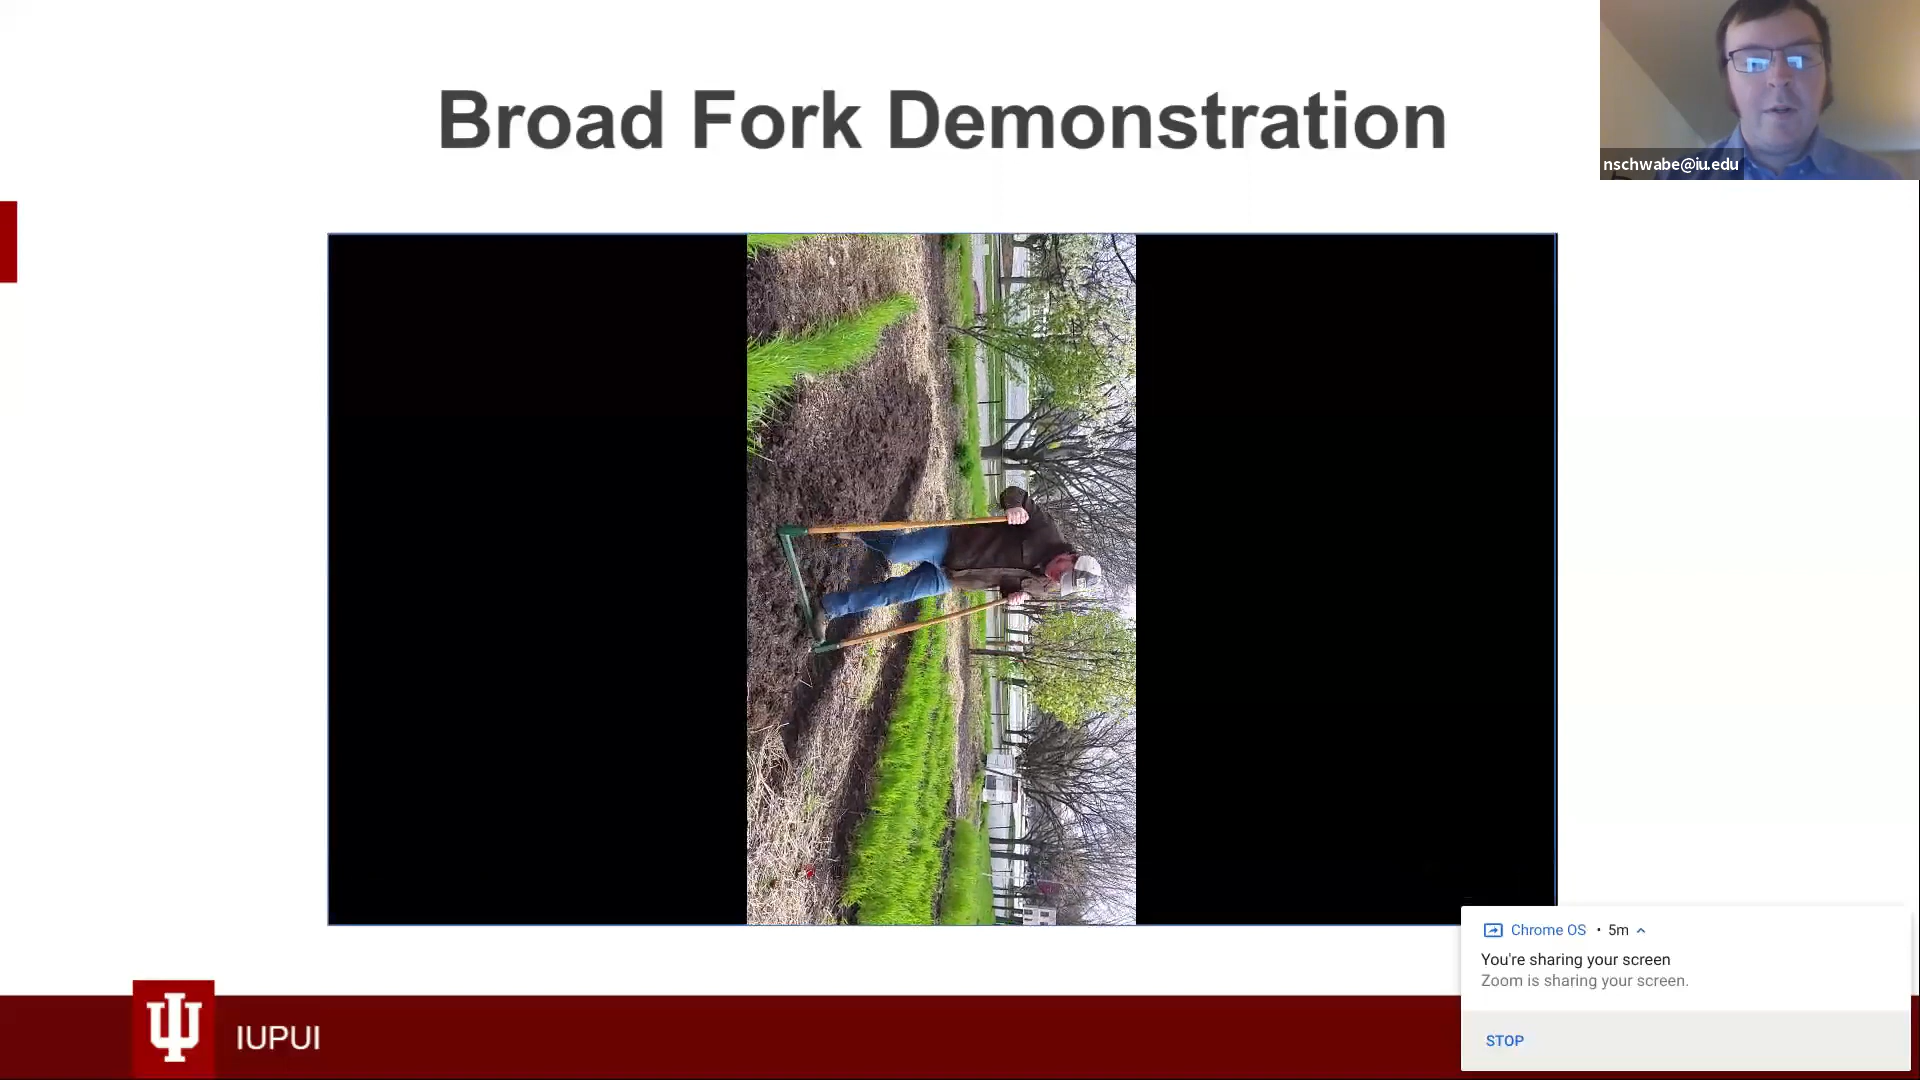 Broad Fork Demonstration
nschwabe@iu.edu
Chrome OS • 5m
You're sharing your screen
Zoom is sharing your screen.
STOP
IUPUI